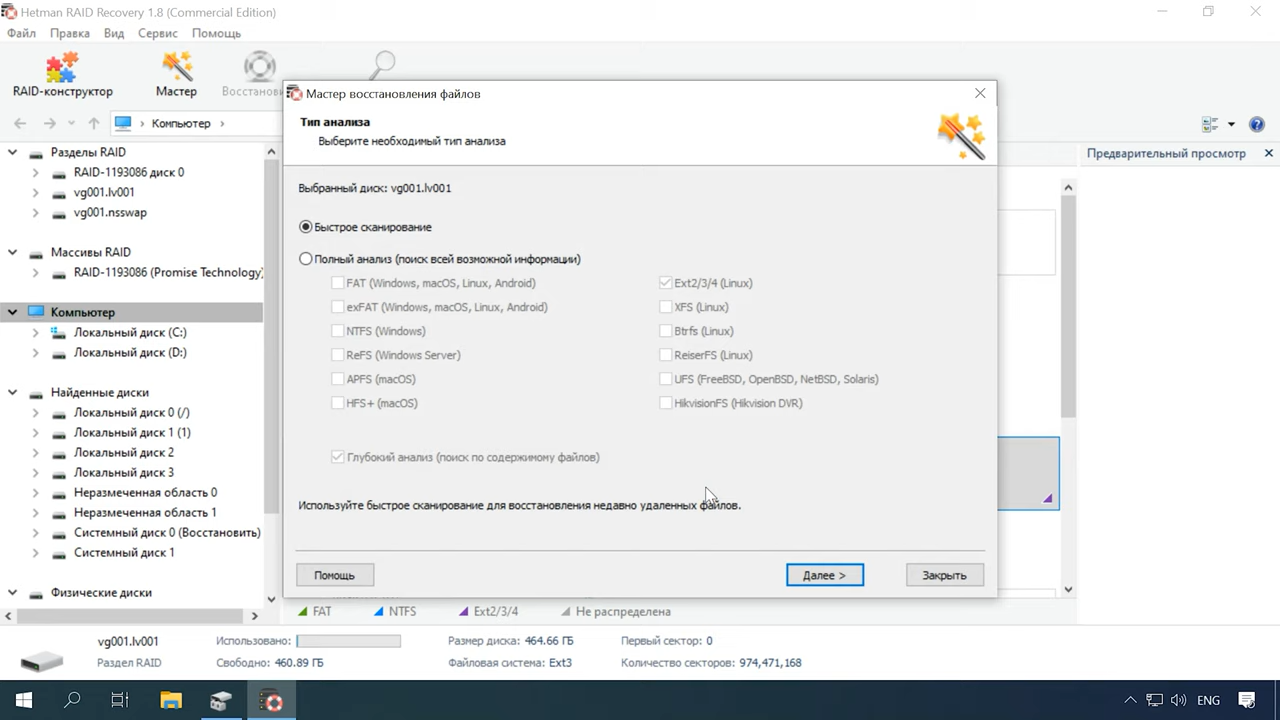 Hetman RAID Recovery 1.8 (Commercial Edition)
Файл Правка Вид Сервис Помощь
RAID-конструктор
Мастер
Компьютер
Разделы RAID
RAID-1193086 диск 0
vg001.lv001
vg001.nsswap
Массивы RAID
RAID-1193086 (Promise Technology)
Компьютер
Локальный диск (C:)
Локальный диск (D:)
Найденные диски
Локальный диск 0 (/)
Локальный диск 1 (1)
Локальный диск 2
Локальный диск 3
Неразмеченная область 0
Неразмеченная область 1
Системный диск 0 (Восстановить)
Системный диск 1
Физические диски
Мастер восстановления файлов
Тип анализа
Выберите необходимый тип анализа
Выбранный диск: vg001.lv001
Быстрое сканирование
Полный анализ (поиск всей возможной информации)
FAT (Windows, macOS, Linux, Android)
exFAT (Windows, macOS, Linux, Android)
NTFS (Windows)
ReFS (Windows Server)
APFS (macOS)
HFS+ (macOS)
Ext2/3/4 (Linux)
XFS (Linux)
Btrfs (Linux)
ReiserFS (Linux)
UFS (FreeBSD, OpenBSD, NetBSD, Solaris)
HikvisionFS (Hikvision DVR)
Глубокий анализ (поиск по содержимому файлов)
Используйте быстрое сканирование для восстановления недавно удаленных файлов.
Помощь
Далее >
Закрыть
Предварительный просмотр
FAT NTFS Ext2/3/4 Не распределена
vg001.lv001
Раздел RAID
Использовано:
Свободно: 460.89 ГБ
Размер диска: 464.66 ГБ
Файловая система: Ext3
Первый сектор: 0
Количество секторов: 974,471,168
ENG